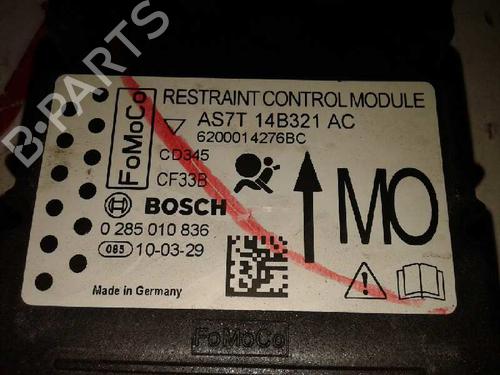 B-PARTS
FoMoCo
RESTRAINT CONTROL MODULE
AS7T 14B321 AC
6200014276BC
CD345
CF33B
BOSCH
0 285 010 836
085 10-03-29
Made in Germany
MO
FoMoCo